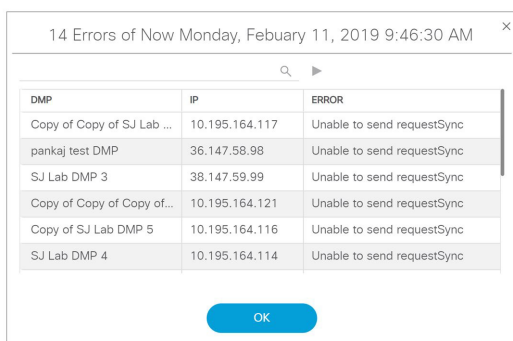 14 Errors of Now Monday, Febuary 11, 2019 9:46:30 AM
DMP IP ERROR
Copy of Copy of SJ Lab ... 10.195.164.117 Unable to send requestSync
pankaj test DMP 36.147.58.98 Unable to send requestSync
SJ Lab DMP 3 38.147.59.99 Unable to send requestSync
Copy of Copy of Copy of... 10.195.164.121 Unable to send requestSync
Copy of SJ Lab DMP 5 10.195.164.116 Unable to send requestSync
SJ Lab DMP 4 10.195.164.114 Unable to send requestSync
OK